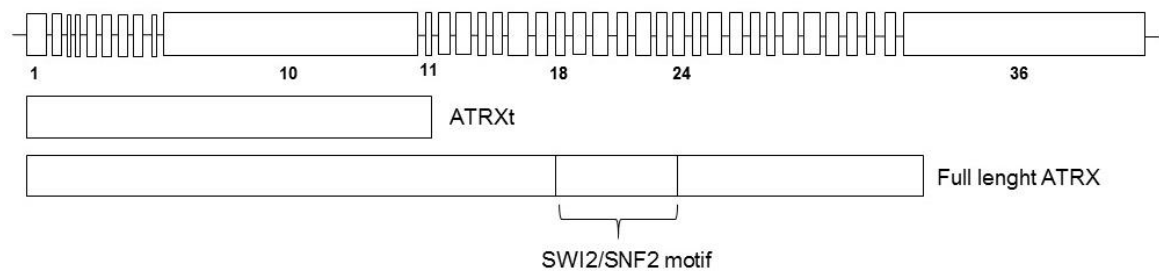 1 10 11 18 24 36
ATRXt
Full lenght ATRX
SWI2/SNF2 motif